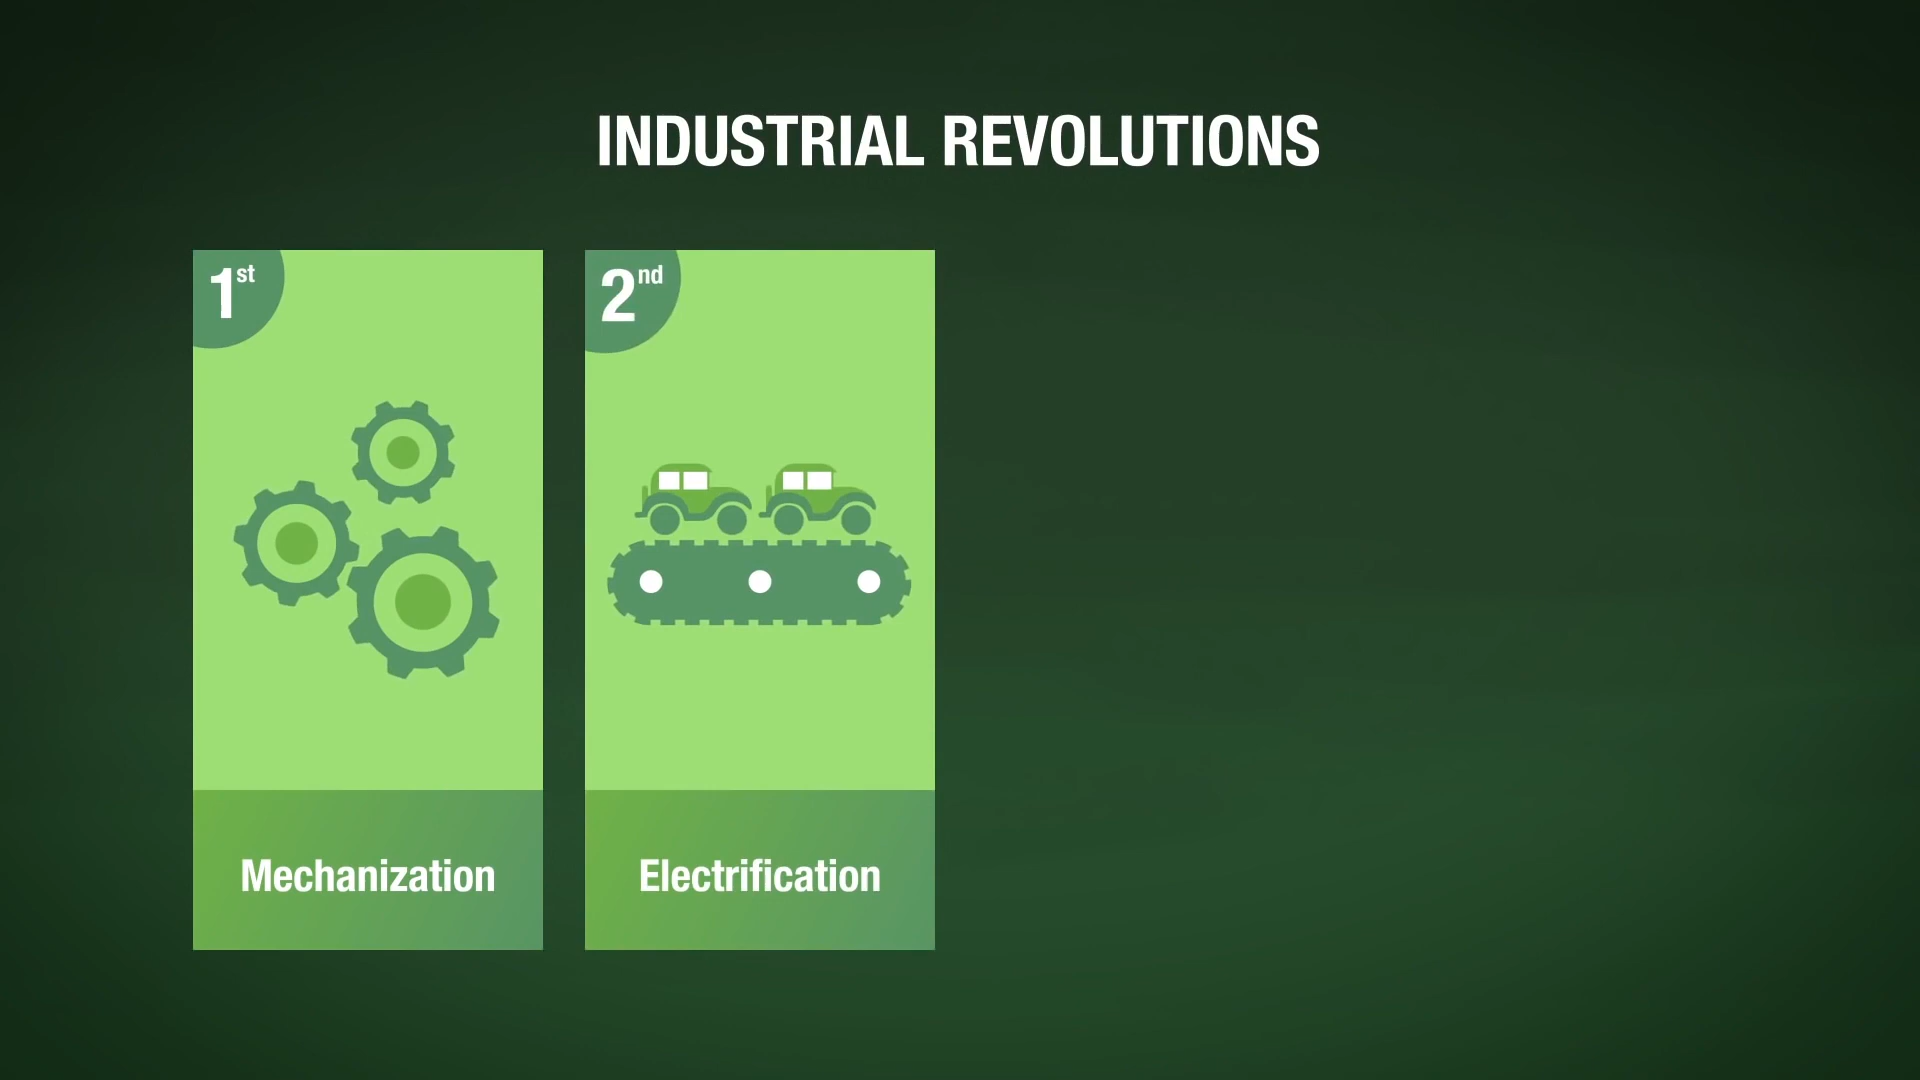 INDUSTRIAL REVOLUTIONS
1st
2nd
Mechanization
Electrification